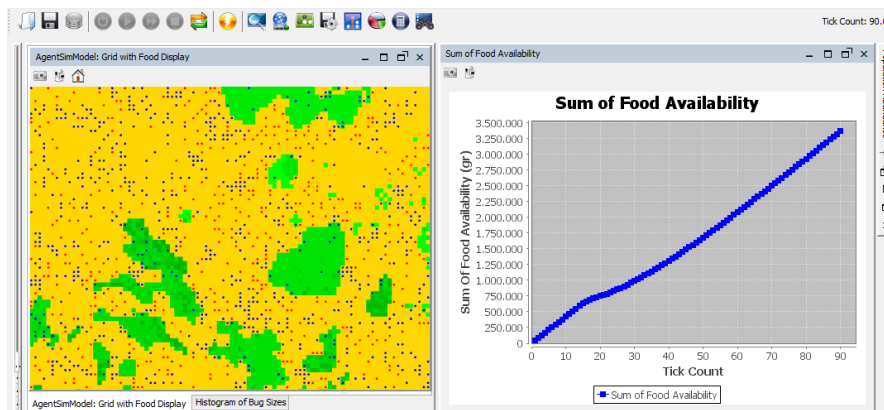 Tick Count: 90.
AgentSimModel: Grid with Food Display
Sum of Food Availability
Sum of Food Availability
Sum Of Food Availability (gr)
3.500.000
3.250.000
3.000.000
2.750.000
2.500.000
2.250.000
2.000.000
1.750.000
1.500.000
1.250.000
1.000.000
750.000
500.000
250.000
0
0 10 20 30 40 50 60 70 80 90
Tick Count
Sum of Food Availability
AgentSimModel: Grid with Food Display
Histogram of Bug Sizes